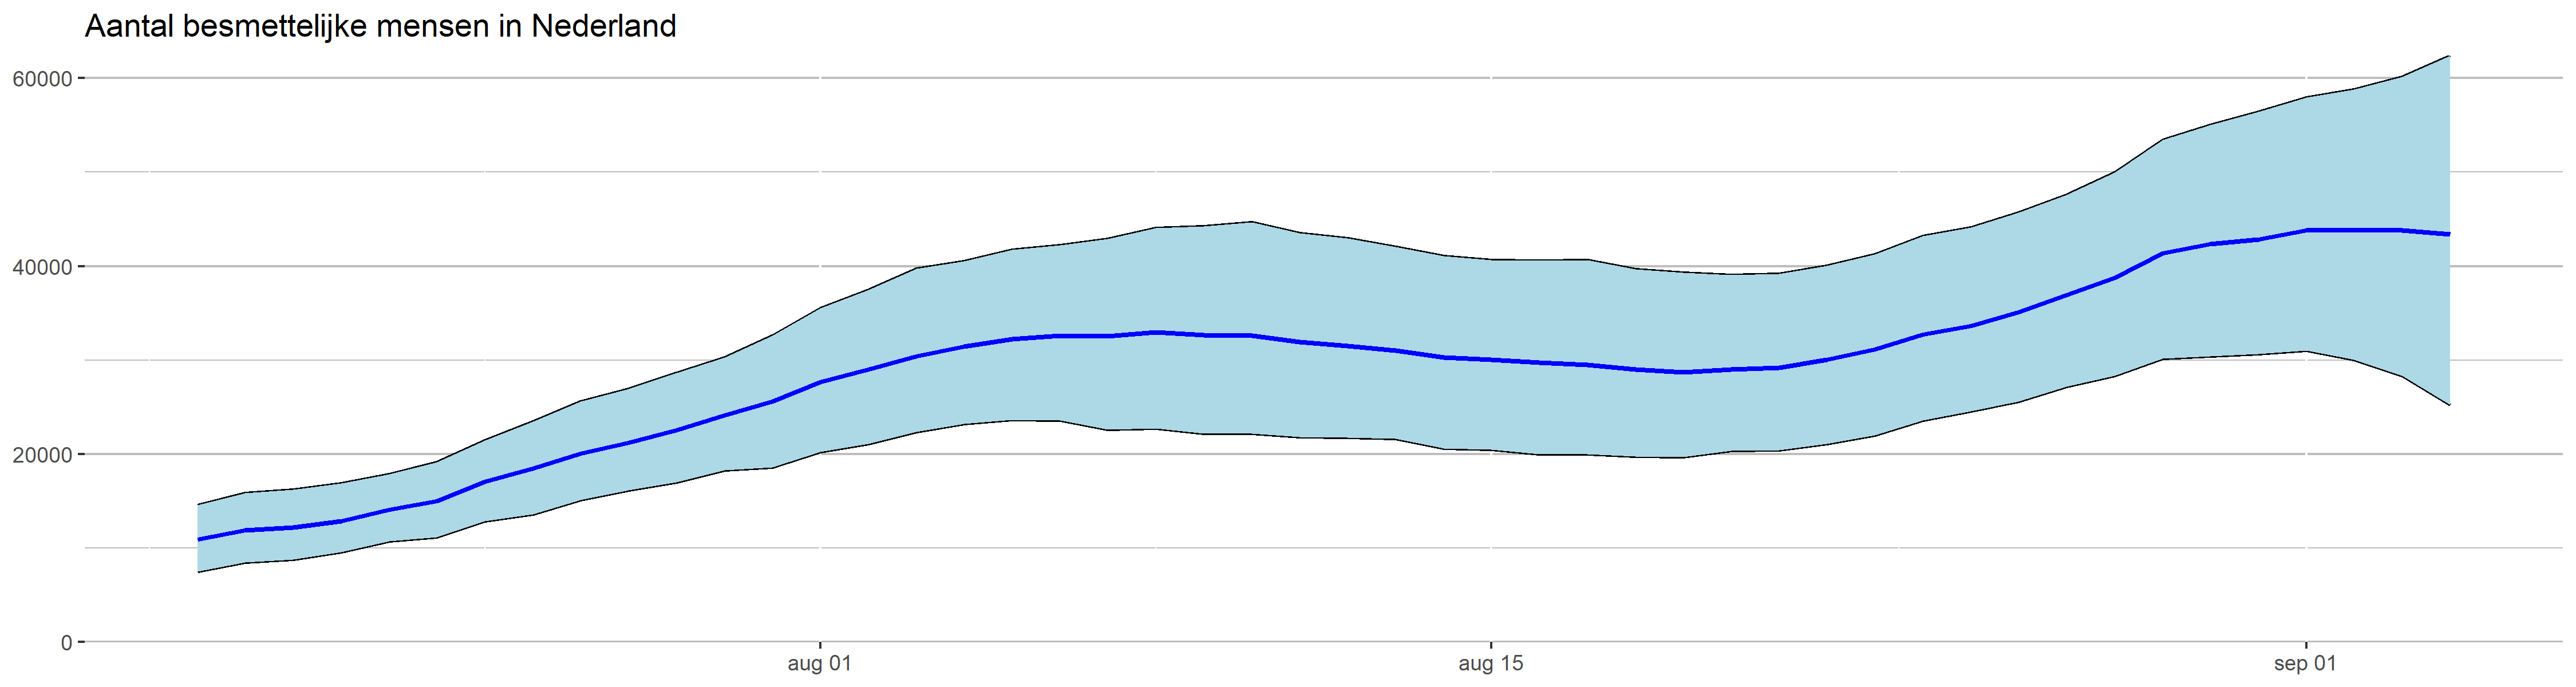 Aantal besmettelijke mensen in Nederland
60000
40000
20000
0
aug 01 aug 15 sep 01